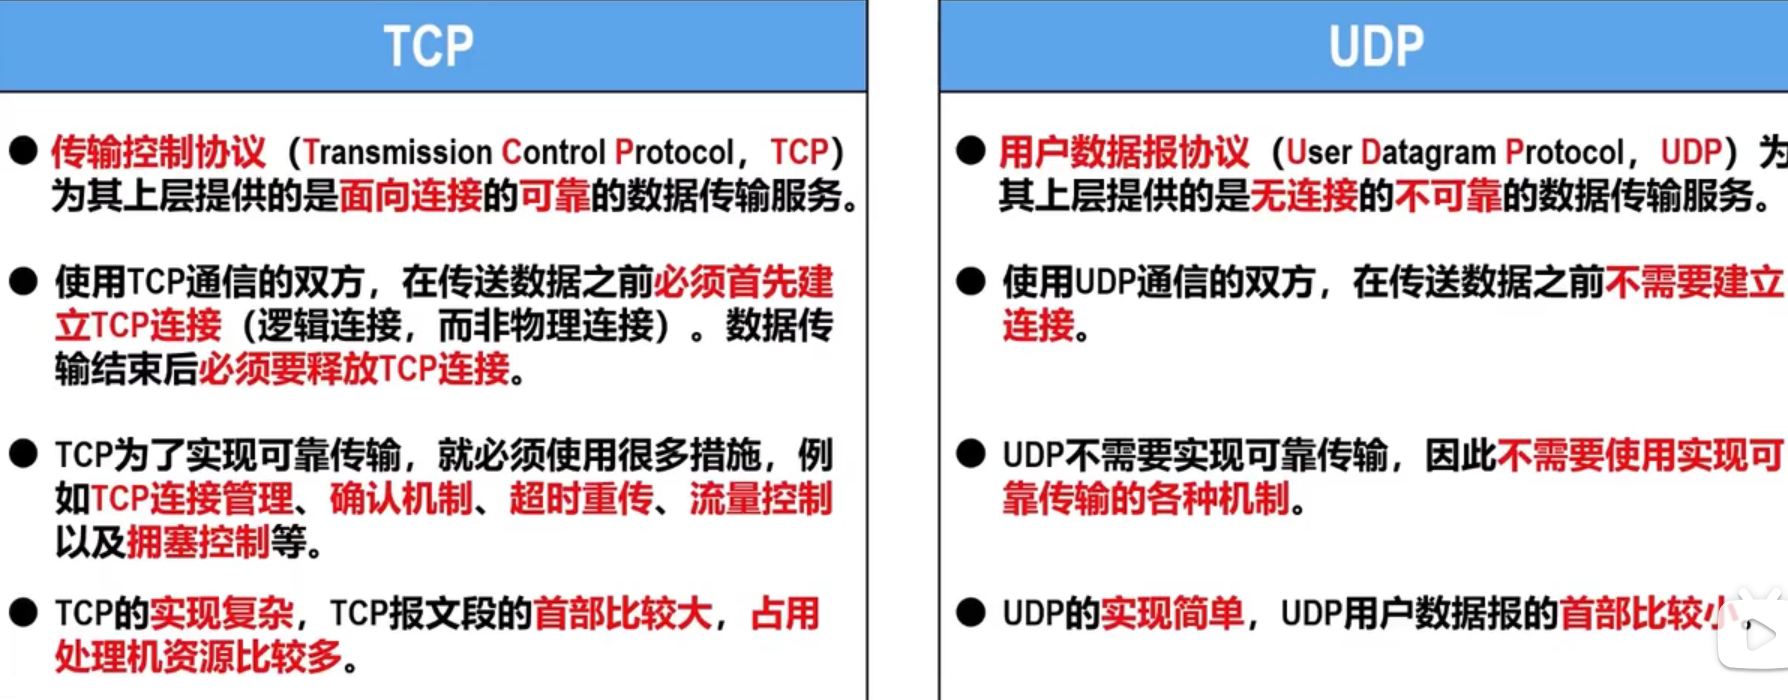 TCP
传输控制协议（Transmission Control Protocol，TCP）
为其上层提供的是面向连接的可靠的数据传输服务。
使用TCP通信的双方，在传送数据之前必须首先建
立TCP连接（逻辑连接，而非物理连接）。数据传
输结束后必须要释放TCP连接。
TCP为了实现可靠传输，就必须使用很多措施，例
如TCP连接管理、确认机制、超时重传、流量控制
以及拥塞控制等。
TCP的实现复杂，TCP报文段的首部比较大，占用
处理机资源比较多。
UDP
用户数据报协议（User Datagram Protocol，UDP）为
其上层提供的是无连接的不可靠的数据传输服务。
使用UDP通信的双方，在传送数据之前不需要建立
连接。
UDP不需要实现可靠传输，因此不需要使用实现可
靠传输的各种机制。
UDP的实现简单，UDP用户数据报的首部比较小。